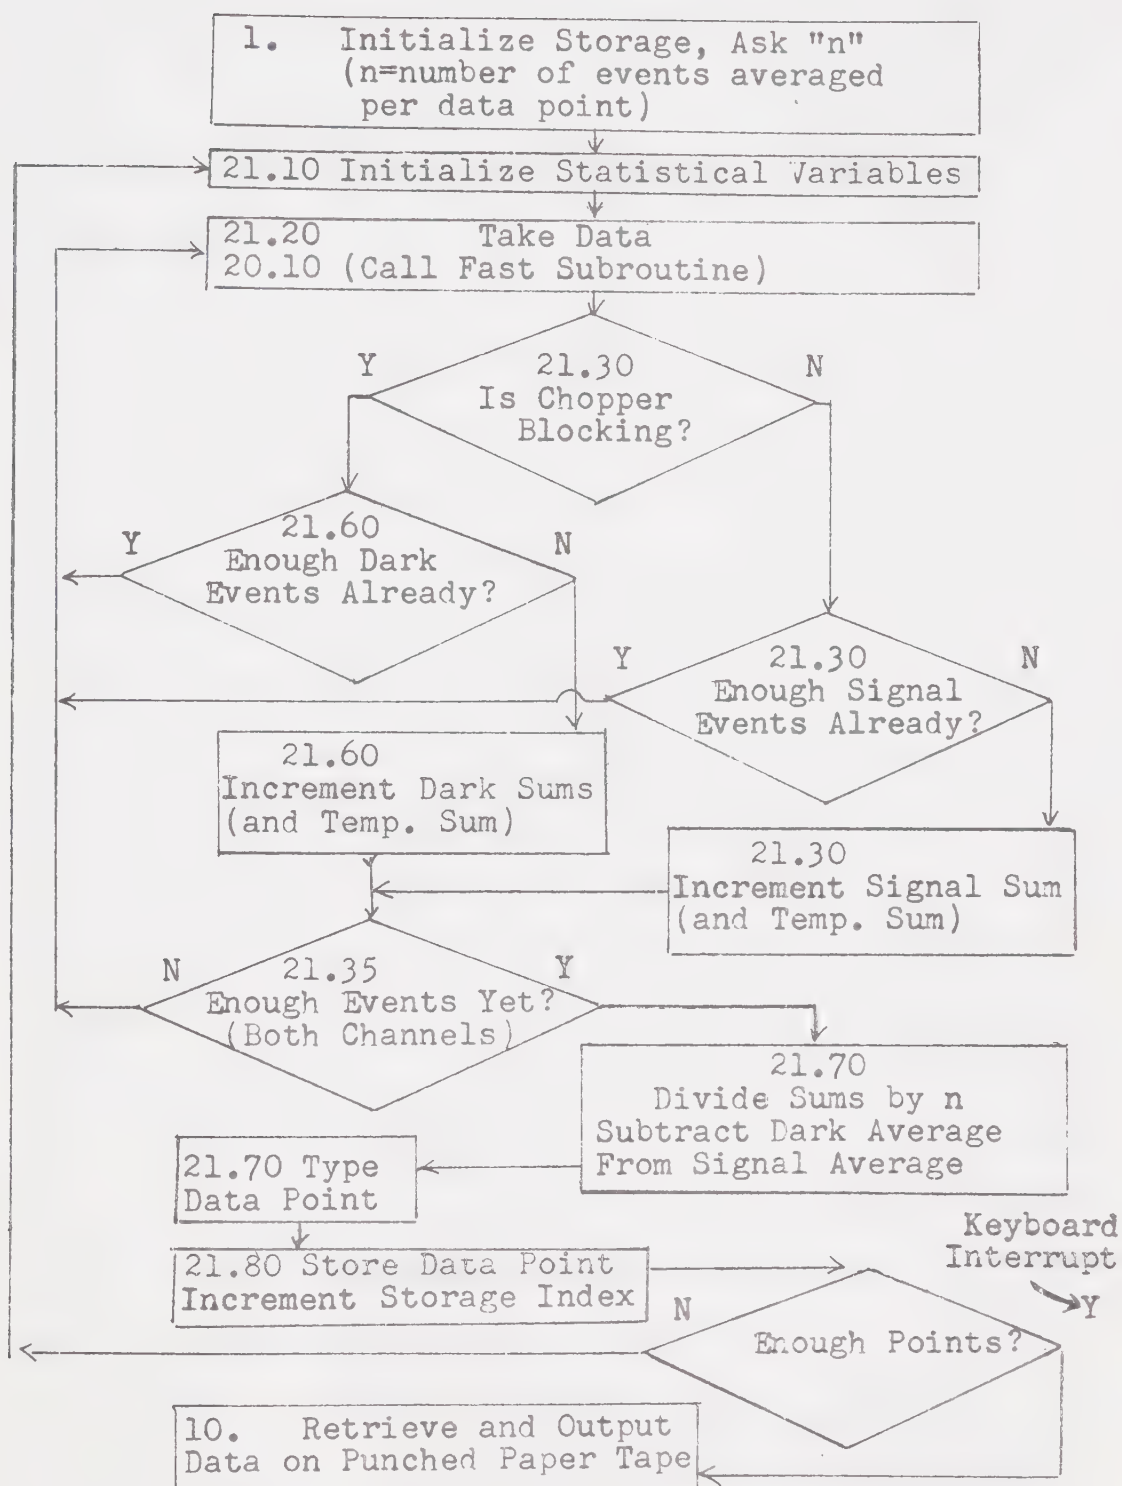 1. Initialize Storage, Ask "n"
(n=number of events averaged
per data point)
21.10 Initialize Statistical Variables
21.20 Take Data
20.10 (Call Fast Subroutine)
Y
21.30
N
Is Chopper
Blocking?
21.60
Y
N
Enough Dark
Events Already?
Y
21.30
N
Enough Signal
Events Already?
21.60
Increment Dark Sums
(and Temp. Sum)
21.30
Increment Signal Sum
(and Temp. Sum)
N
21.35
Y
Enough Events Yet?
(Both Channels)
21.70
Divide Sums by n
Subtract Dark Average
From Signal Average
21.70 Type
Data Point
Keyboard
Interrupt
21.80 Store Data Point
Increment Storage Index
Y
N
Enough Points?
10. Retrieve and Output
Data on Punched Paper Tape